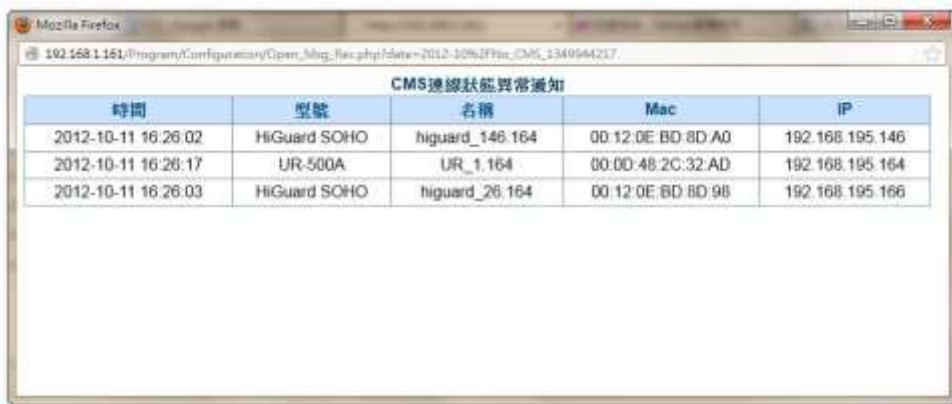 Mozilla Firefox
192.168.1.161/Program/Configuration/Open_Msg_Rec.php?date=2012-10%2FNo_CMS_1349944217
CMS連線狀態異常通知
時間 型號 名稱 Mac IP
2012-10-11 16:26:02 HiGuard SOHO higuard_146.164 00:12:0E:BD:8D:A0 192.168.195.146
2012-10-11 16:26:17 UR-500A UR_1.164 00:0D:48:2C:32:AD 192.168.195.164
2012-10-11 16:26:03 HiGuard SOHO higuard_26.164 00:12:0E:BD:8D:98 192.168.195.166